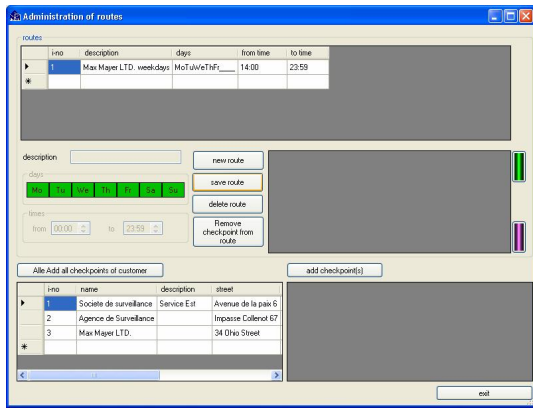 Administration of routes
routes
i-no description days from time to time
1 Max Mayer LTD. weekdays MoTuWeThFr____ 14:00 23:59
description
new route
days
save route
Mo Tu We Th Fr Sa Su
delete route
times
from 00:00 to 23:59
Remove
checkpoint from
route
Alle Add all checkpoints of customer
add checkpoint(s)
i-no name description street
1 Societe de surveillance Service Est Avenue de la paix 6
2 Agence de Surveillance Impasse Collenot 67
3 Max Mayer LTD. 34 Ohio Street
exit